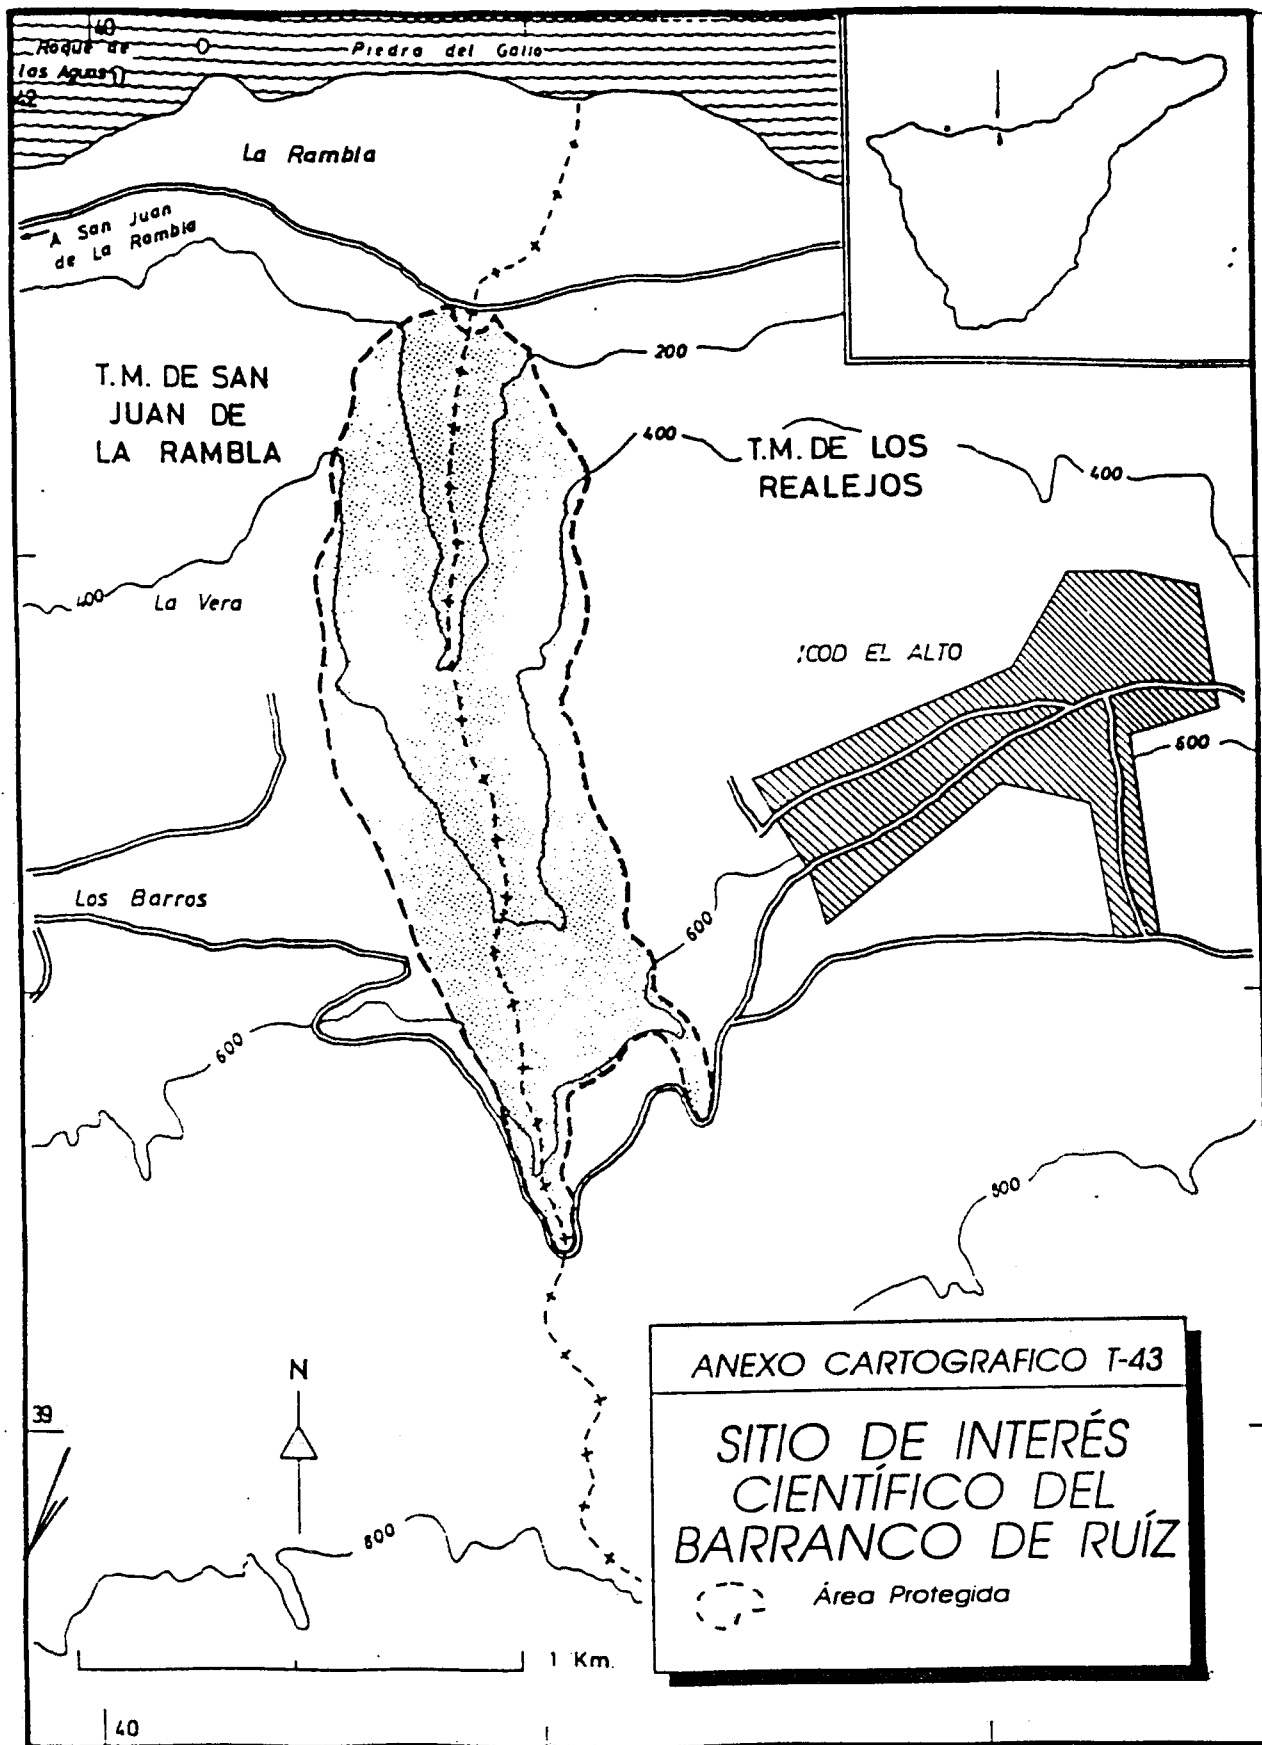 40
Roque de
las Aguas
42
Piedra del Gallo
La Rambla
A San Juan
de La Rambla
200
T.M. DE SAN
JUAN DE
LA RAMBLA
400
T.M. DE LOS
REALEJOS
400
400
La Vera
ICOD EL ALTO
600
Los Barros
600
600
800
N
39
800
1 Km.
40
ANEXO CARTOGRAFICO T-43
SITIO DE INTERÉS
CIENTÍFICO DEL
BARRANCO DE RUÍZ
Área Protegida